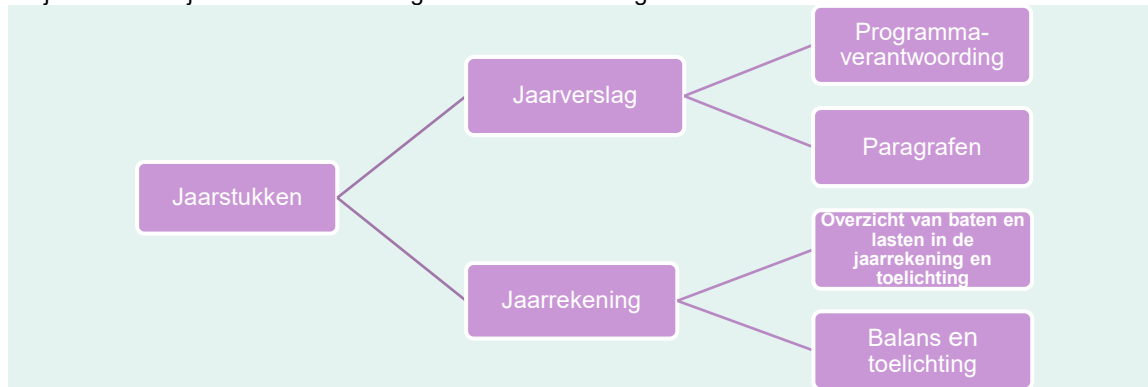 Programma-
verantwoording
Jaarverslag
Paragrafen
Jaarstukken
Overzicht van baten en
lasten in de
jaarrekening en
toelichting
Jaarrekening
Balans en
toelichting